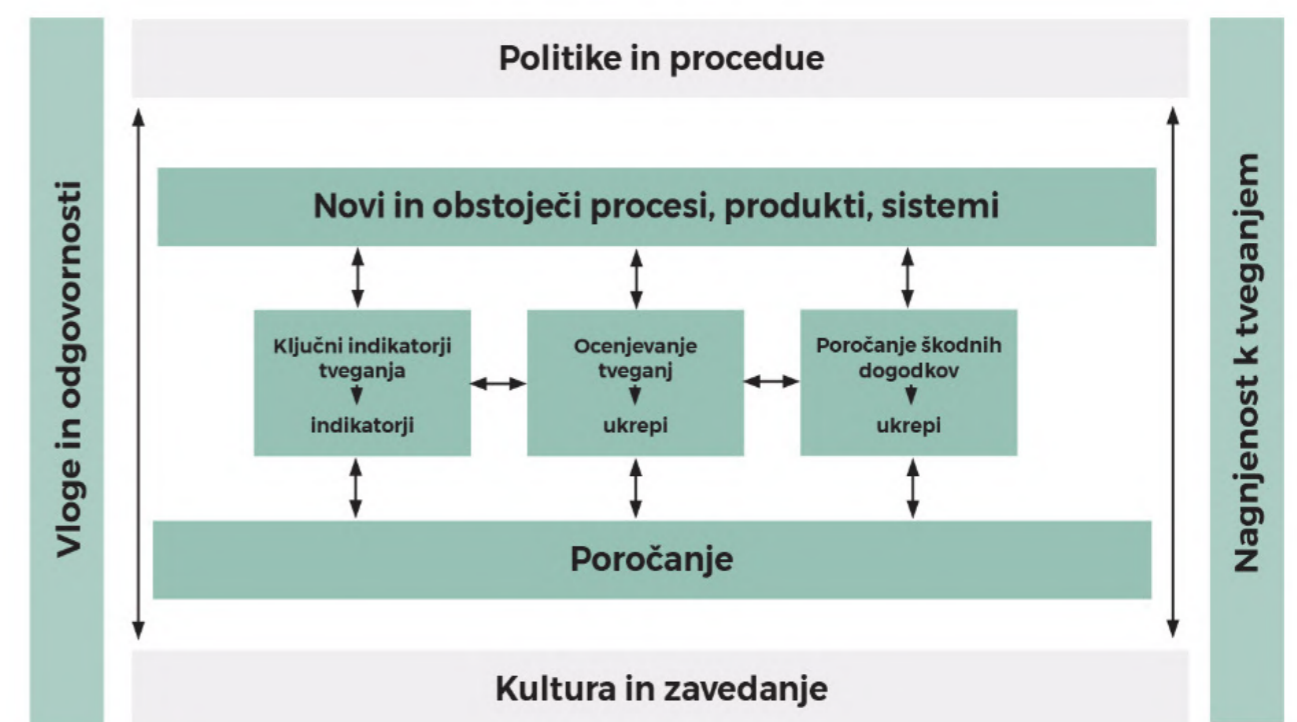 Politike in procedue
Vloge in odgovornosti
Nagnjenost k tveganjem
Novi in obstoječi procesi, produkti, sistemi
Ključni indikatorji
tveganja
indikatorji
Ocenjevanje
tveganj
ukrepi
Poročanje škodnih
dogodkov
ukrepi
Poročanje
Kultura in zavedanje